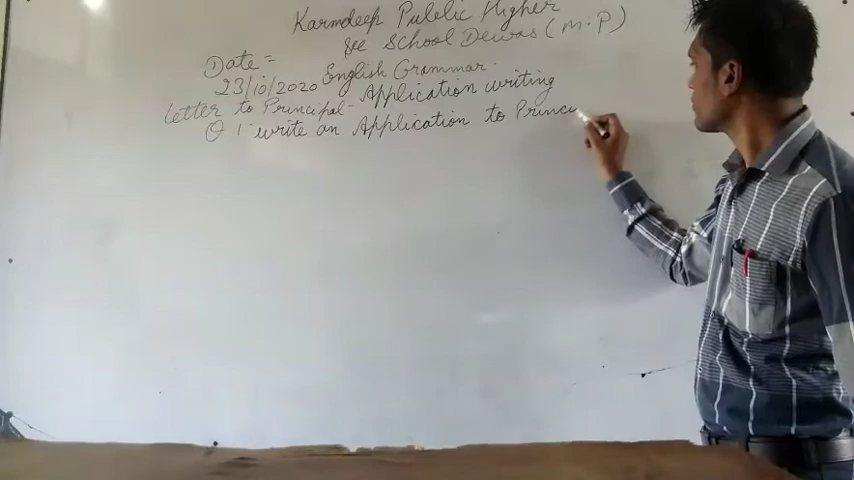 Karmdeep Public Higher
Sec School Dewas (M.P)
Date =
23/10/2020 English Grammar.
Letter to Principal - Application writing
Q 1 write an Application to Princi